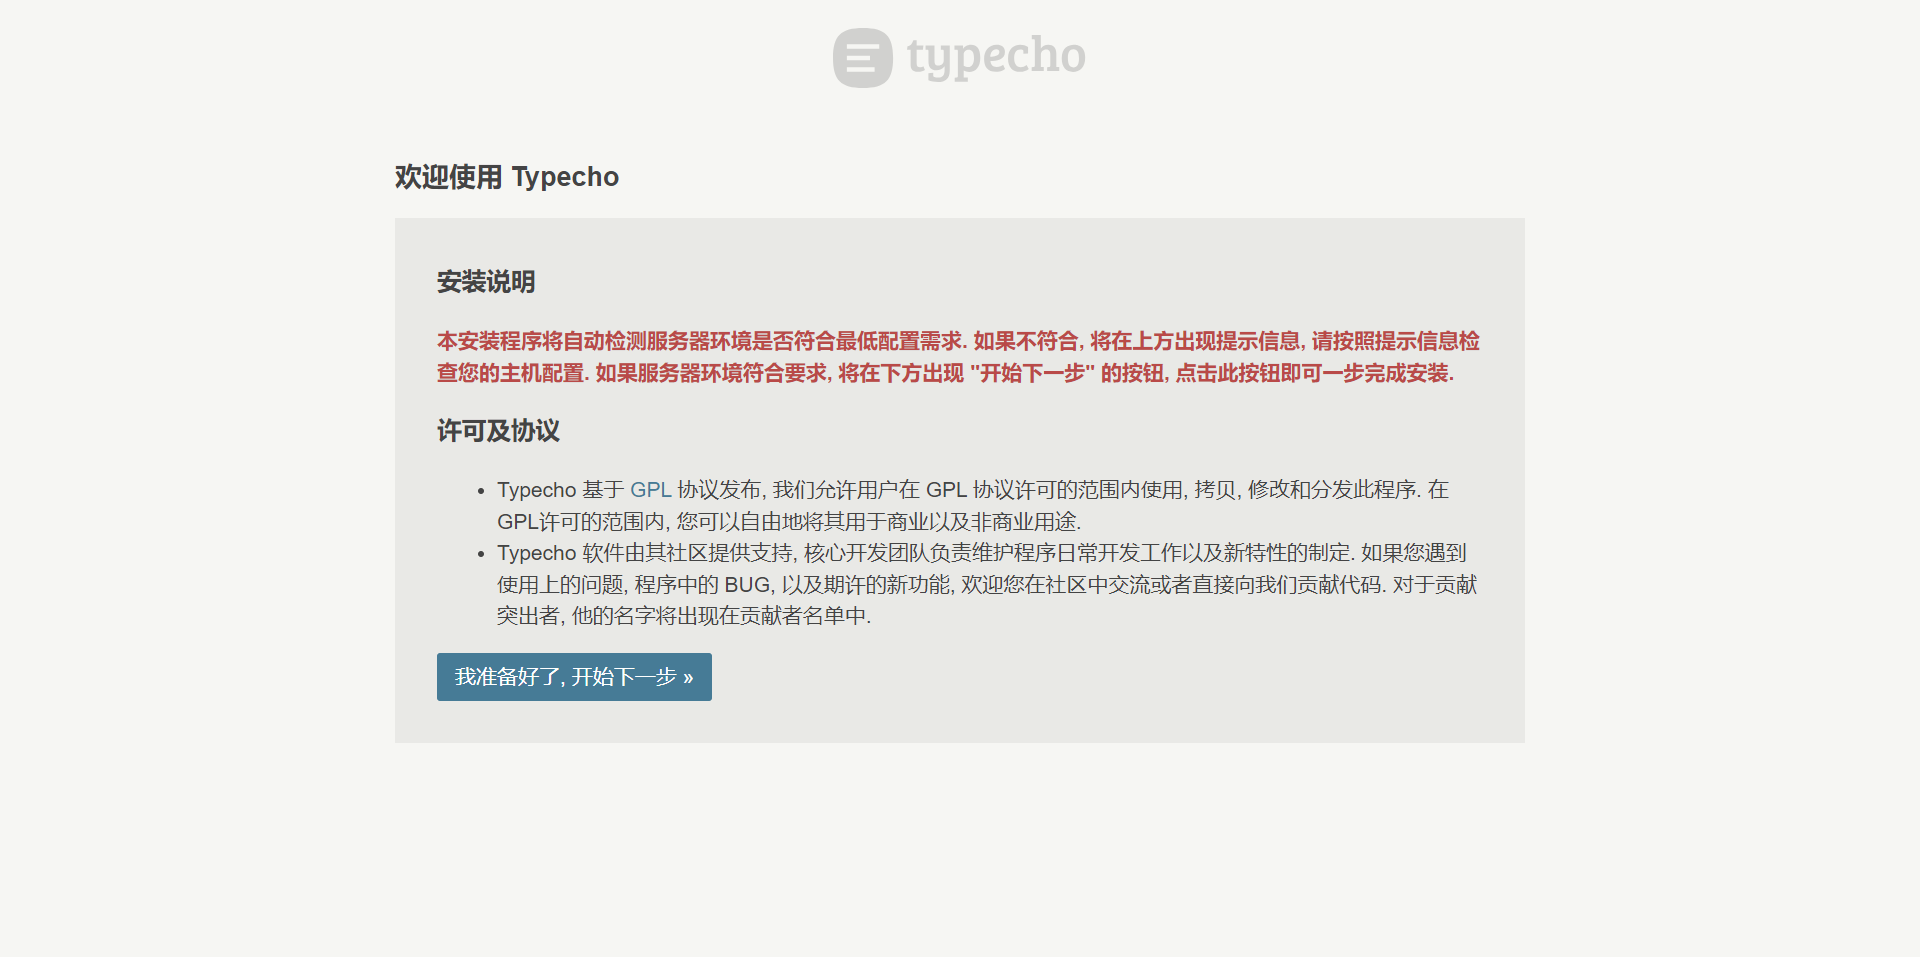 typecho
欢迎使用 Typecho
安装说明
本安装程序将自动检测服务器环境是否符合最低配置需求. 如果不符合, 将在上方出现提示信息, 请按照提示信息检
查您的主机配置. 如果服务器环境符合要求, 将在下方出现 "开始下一步" 的按钮, 点击此按钮即可一步完成安装.
许可及协议
• Typecho 基于 GPL 协议发布, 我们允许用户在 GPL 协议许可的范围内使用, 拷贝, 修改和分发此程序. 在
GPL许可的范围内, 您可以自由地将其用于商业以及非商业用途.
• Typecho 软件由其社区提供支持, 核心开发团队负责维护程序日常开发工作以及新特性的制定. 如果您遇到
使用上的问题, 程序中的 BUG, 以及期许的新功能, 欢迎您在社区中交流或者直接向我们贡献代码. 对于贡献
突出者, 他的名字将出现在贡献者名单中.
我准备好了, 开始下一步 »